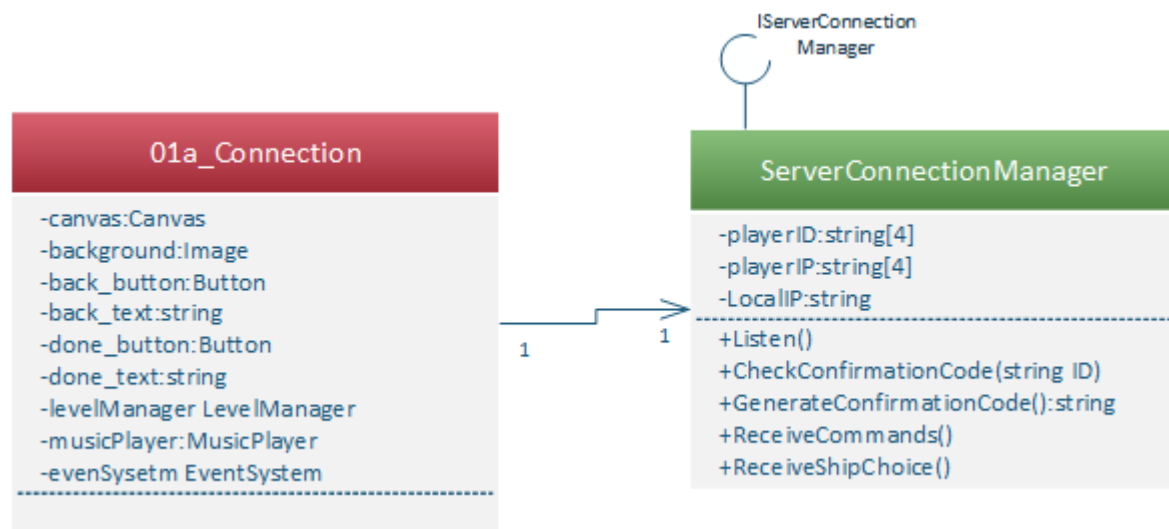 IServerConnection
Manager
01a_Connection
-canvas:Canvas
-background:Image
-back_button:Button
-back_text:string
-done_button:Button
-done_text:string
-levelManager LevelManager
-musicPlayer:MusicPlayer
-evenSysetm EventSystem
1
1
ServerConnectionManager
-playerID:string[4]
-playerIP:string[4]
-LocalIP:string
+Listen()
+CheckConfirmationCode(string ID)
+GenerateConfirmationCode():string
+ReceiveCommands()
+ReceiveShipChoice()